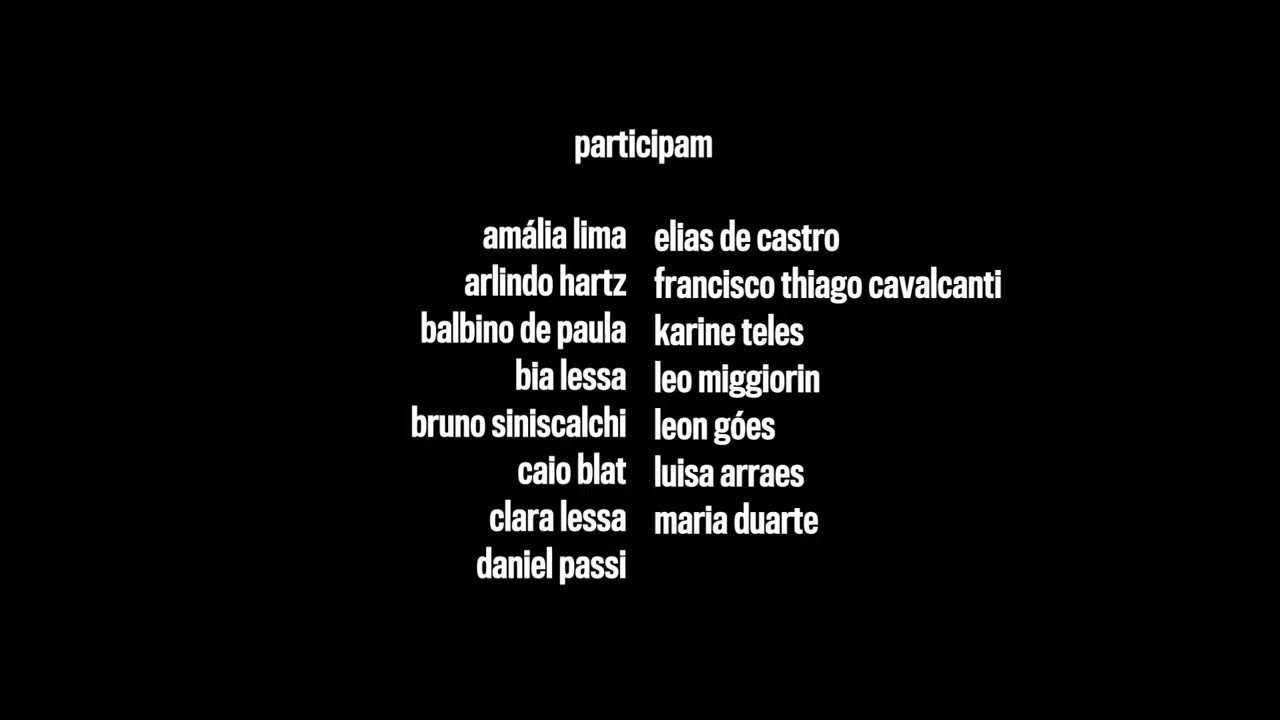 participam
amália lima
arlindo hartz
balbino de paula
bia lessa
bruno siniscalchi
caio blat
clara lessa
daniel passi
elias de castro
francisco thiago cavalcanti
karine teles
leo miggiorin
leon góes
luisa arraes
maria duarte